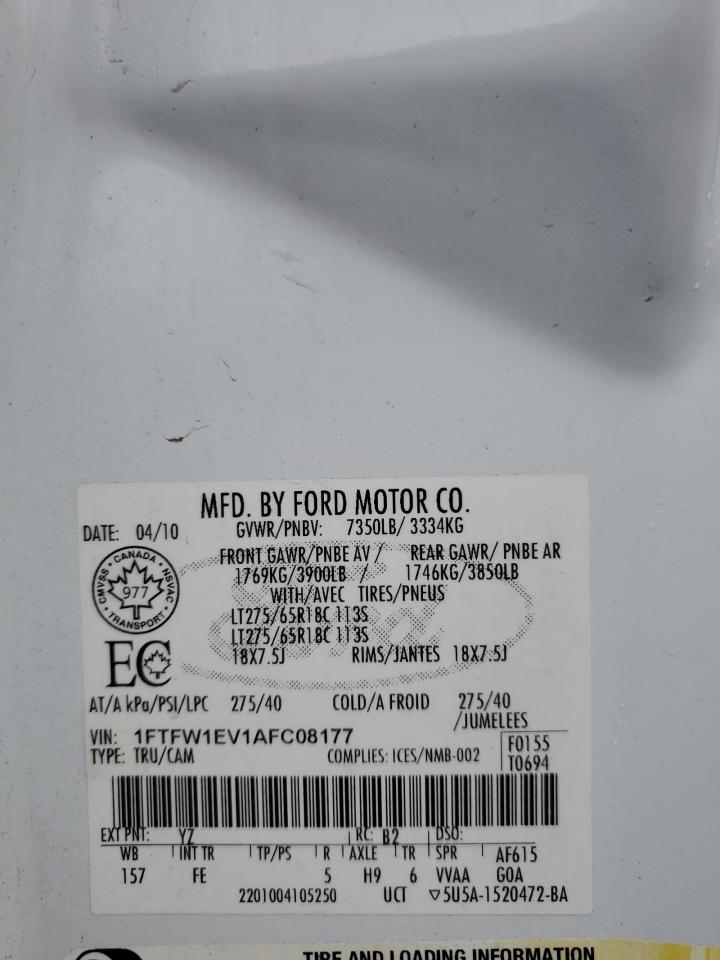 MFD. BY FORD MOTOR CO.
DATE: 04/10 GVWR/PNBV: 7350LB/ 3334KG
FRONT GAWR/PNBE AV / REAR GAWR/ PNBE AR
1769KG/3900LB / 1746KG/3850LB
WITH/AVEC TIRES/PNEUS
LT275/65R18C 113S
LT275/65R18C 113S
18X7.5J RIMS/JANTES 18X7.5J
CMVSS • CANADA • HSVAC • TRANSPORT •
977
EC
AT/A kPa/PSI/LPC 275/40 COLD/A FROID 275/40
/JUMELEES
VIN: 1FTFW1EV1AFC08177
TYPE: TRU/CAM COMPLIES: ICES/NMB-002
F0155
T0694
EXT PNT: YZ RC: B2 DSO:
WB INT TR TP/PS R AXLE TR SPR AF615
157 FE 5 H9 6 VVAA GOA
2201004105250 UCT ▽5U5A-1520472-BA
TIRE AND LOADING INFORMATION